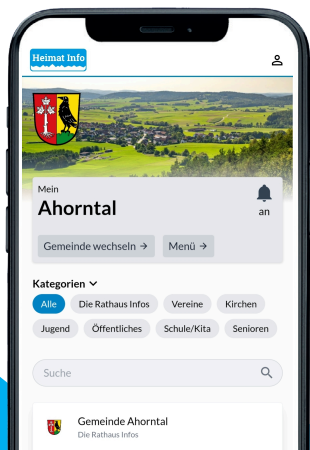 Heimat Info
Mein
Ahorntal
an
Gemeinde wechseln → Menü →
Kategorien
Alle Die Rathaus Infos Vereine Kirchen
Jugend Öffentliches Schule/Kita Senioren
Suche
Gemeinde Ahorntal
Die Rathaus Infos